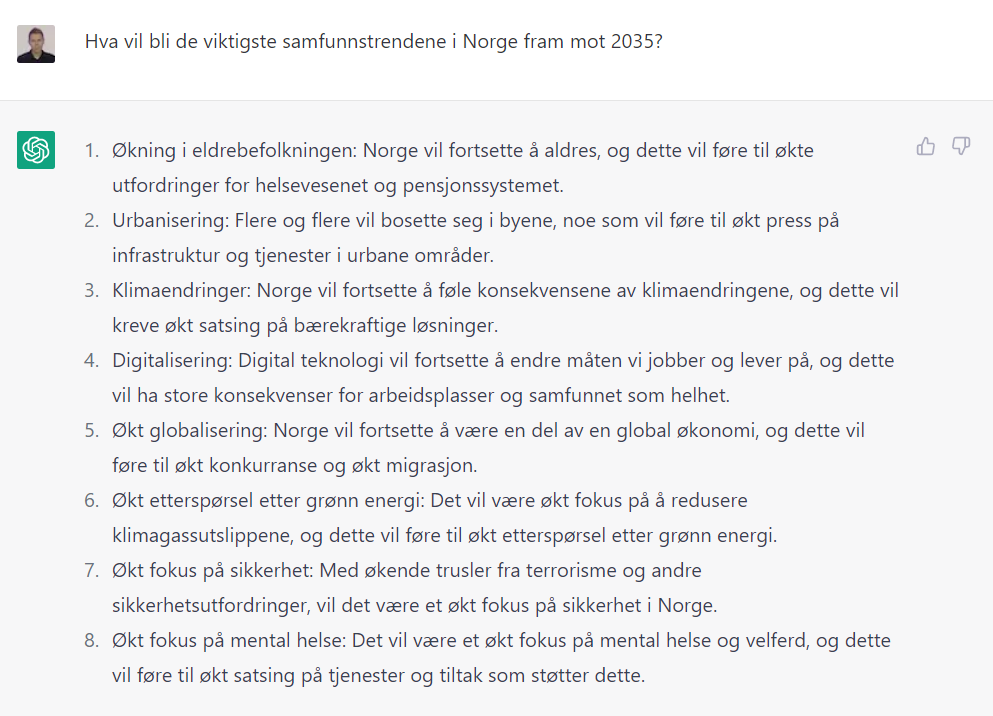 Hva vil bli de viktigste samfunnstrendene i Norge fram mot 2035?
1. Økning i eldrebefolkningen: Norge vil fortsette å aldres, og dette vil føre til økte
utfordringer for helsevesenet og pensjonssystemet.
2. Urbanisering: Flere og flere vil bosette seg i byene, noe som vil føre til økt press på
infrastruktur og tjenester i urbane områder.
3. Klimaendringer: Norge vil fortsette å føle konsekvensene av klimaendringene, og dette vil
kreve økt satsing på bærekraftige løsninger.
4. Digitalisering: Digital teknologi vil fortsette å endre måten vi jobber og lever på, og dette
vil ha store konsekvenser for arbeidsplasser og samfunnet som helhet.
5. Økt globalisering: Norge vil fortsette å være en del av en global økonomi, og dette vil
føre til økt konkurranse og økt migrasjon.
6. Økt etterspørsel etter grønn energi: Det vil være økt fokus på å redusere
klimagassutslippene, og dette vil føre til økt etterspørsel etter grønn energi.
7. Økt fokus på sikkerhet: Med økende trusler fra terrorisme og andre
sikkerhetsutfordringer, vil det være et økt fokus på sikkerhet i Norge.
8. Økt fokus på mental helse: Det vil være et økt fokus på mental helse og velferd, og dette
vil føre til økt satsing på tjenester og tiltak som støtter dette.